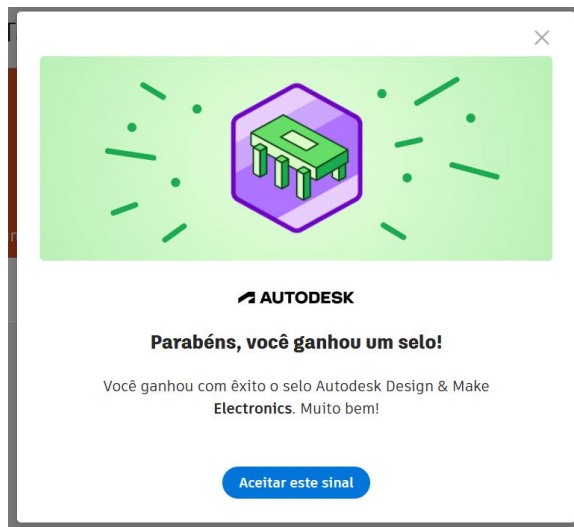 AUTODESK
Parabéns, você ganhou um selo!
Você ganhou com êxito o selo Autodesk Design & Make
Electronics. Muito bem!
Aceitar este sinal